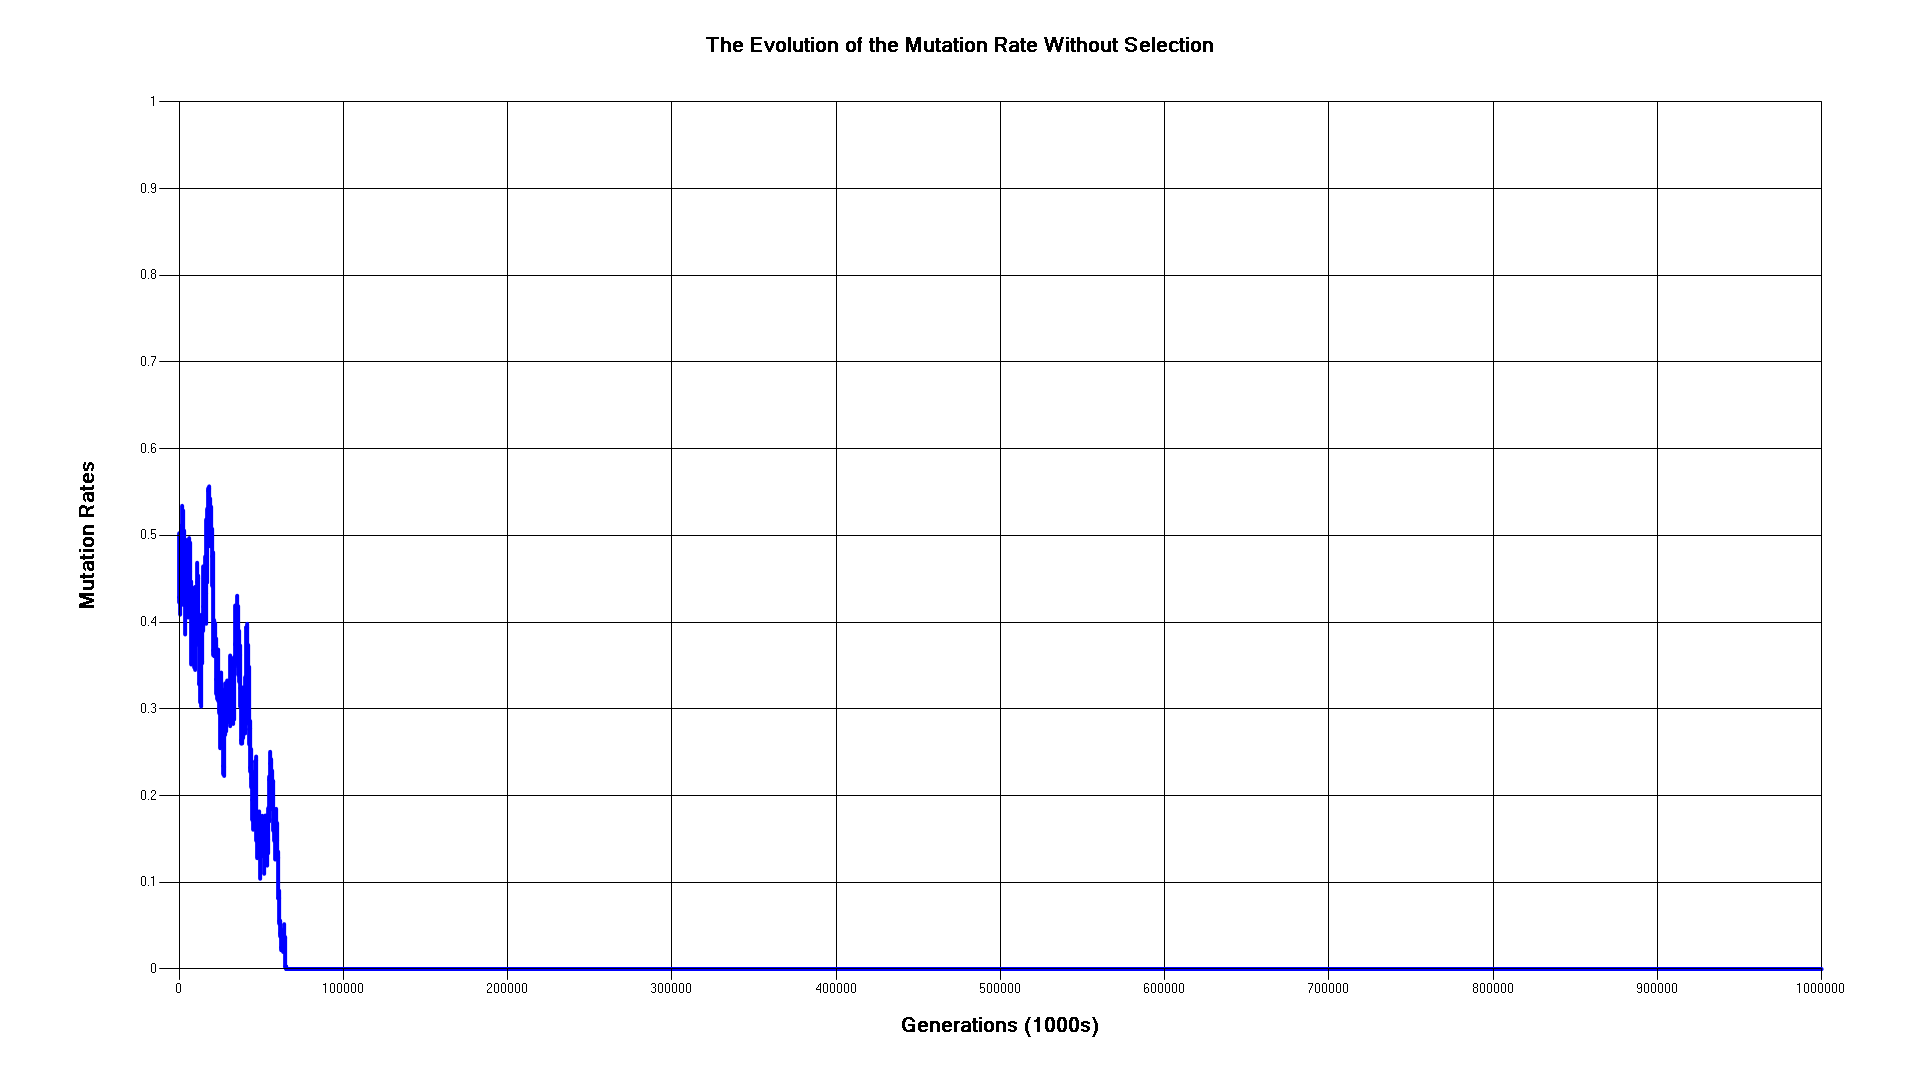 The Evolution of the Mutation Rate Without Selection
1
0.9
0.8
0.7
0.6
0.5
0.4
0.3
0.2
0.1
0
Mutation Rates
0 100000 200000 300000 400000 500000 600000 700000 800000 900000 1000000
Generations (1000s)